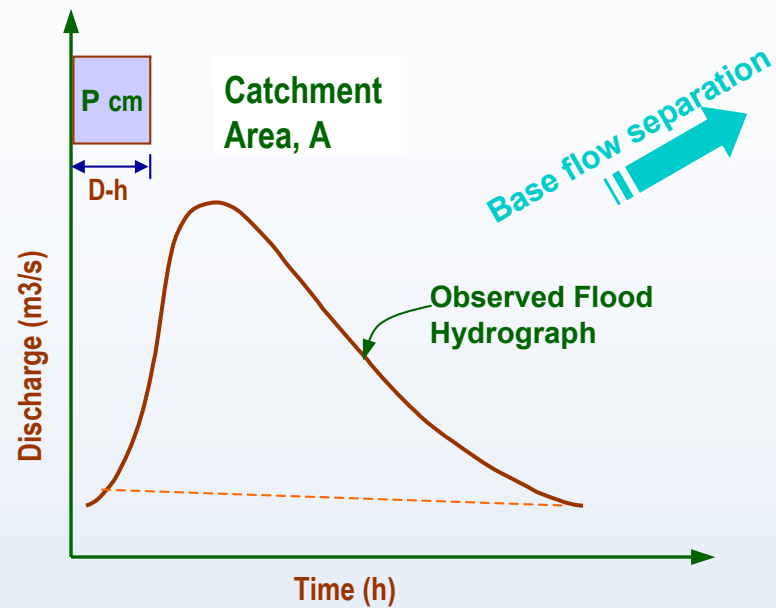 P cm
D-h
Catchment
Area, A
Base flow separation
Observed Flood
Hydrograph
Discharge (m3/s)
Time (h)